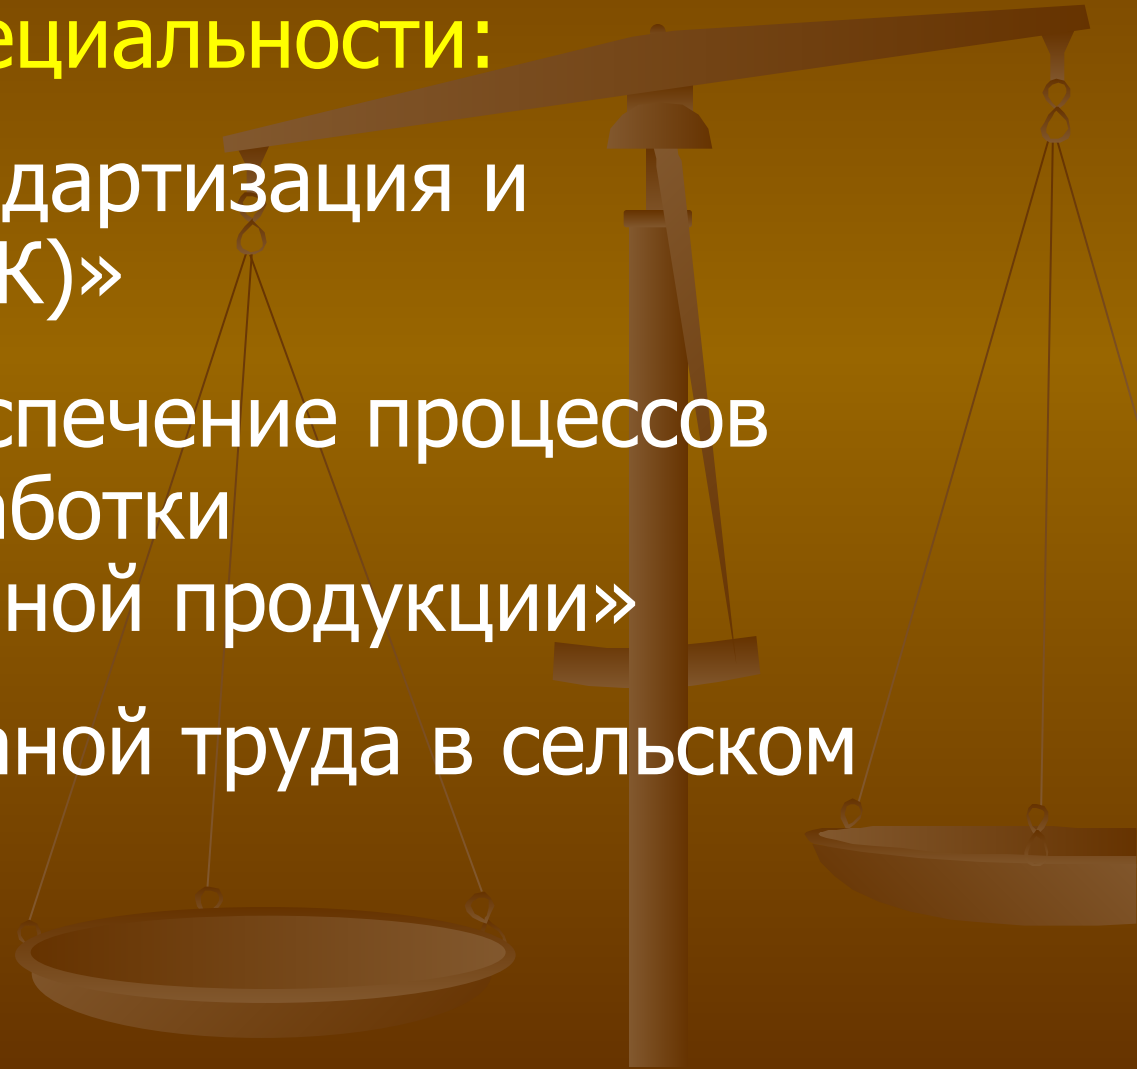 ециальности:
дартизация и
К)»
спечение процессов
аботки
ной продукции»
аной труда в сельском